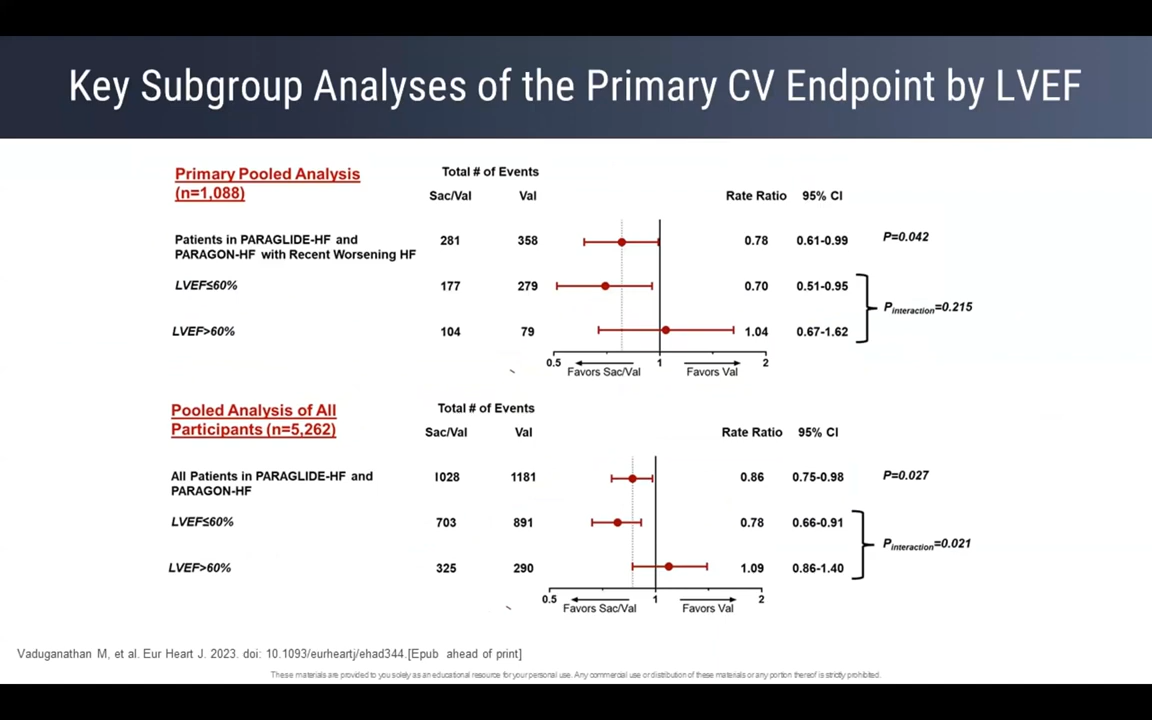 Key Subgroup Analyses of the Primary CV Endpoint by LVEF
Primary Pooled Analysis
(n=1,088)
Total # of Events
Sac/Val Val Rate Ratio 95% CI
Patients in PARAGLIDE-HF and
PARAGON-HF with Recent Worsening HF
281 358 0.78 0.61-0.99 P=0.042
LVEF≤60% 177 279 0.70 0.51-0.95
Pinteraction=0.215
LVEF>60% 104 79 1.04 0.67-1.62
0.5 1 2
Favors Sac/Val Favors Val
Pooled Analysis of All
Participants (n=5,262)
Total # of Events
Sac/Val Val Rate Ratio 95% CI
All Patients in PARAGLIDE-HF and
PARAGON-HF
1028 1181 0.86 0.75-0.98 P=0.027
LVEF≤60% 703 891 0.78 0.66-0.91
Pinteraction=0.021
LVEF>60% 325 290 1.09 0.86-1.40
0.5 1 2
Favors Sac/Val Favors Val
Vaduganathan M, et al. Eur Heart J. 2023. doi: 10.1093/eurheartj/ehad344.[Epub ahead of print]
These materials are provided to you solely as an educational resource for your personal use. Any commercial use or distribution of these materials or any portion thereof is strictly prohibited.